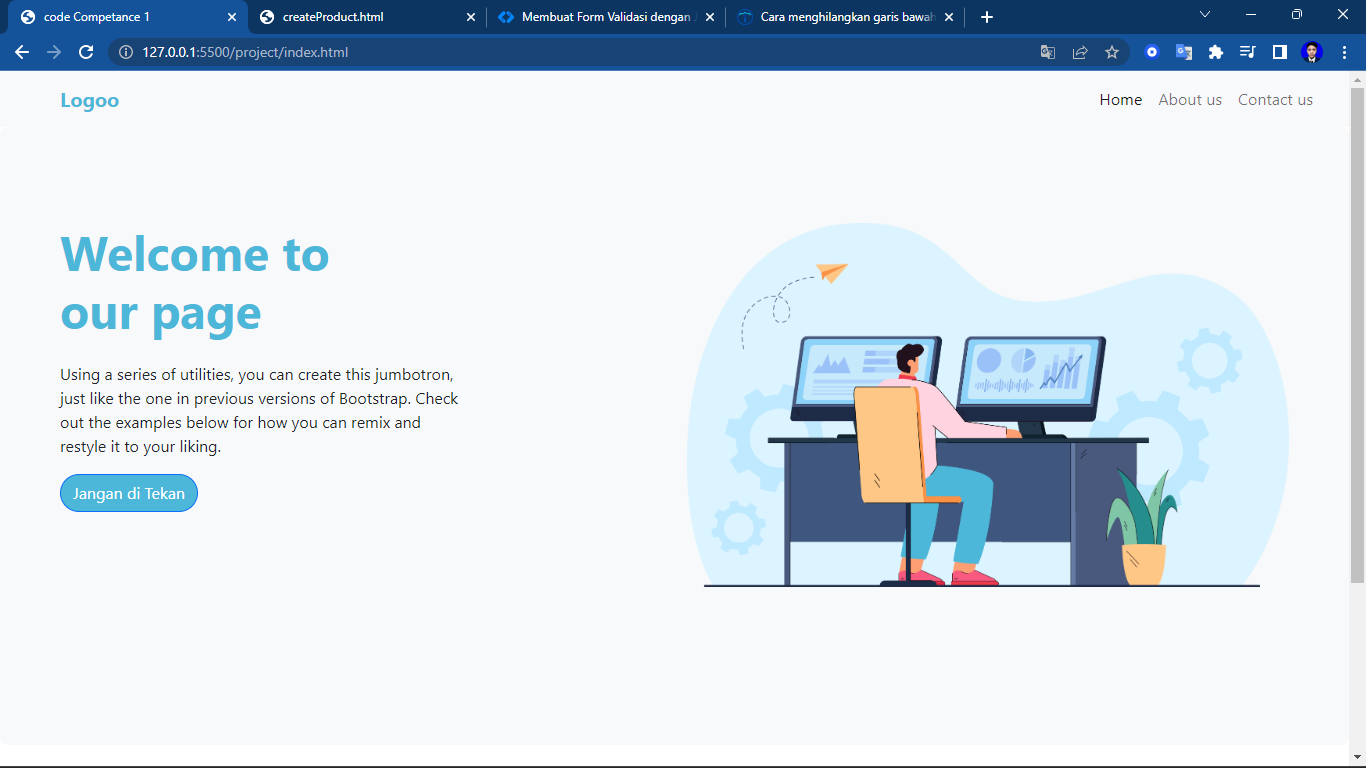 code Competance 1
createProduct.html
Membuat Form Validasi dengan
Cara menghilangkan garis bawah
127.0.0.1:5500/project/index.html
Logoo
Home
About us
Contact us
Welcome to
our page
Using a series of utilities, you can create this jumbotron,
just like the one in previous versions of Bootstrap. Check
out the examples below for how you can remix and
restyle it to your liking.
Jangan di Tekan